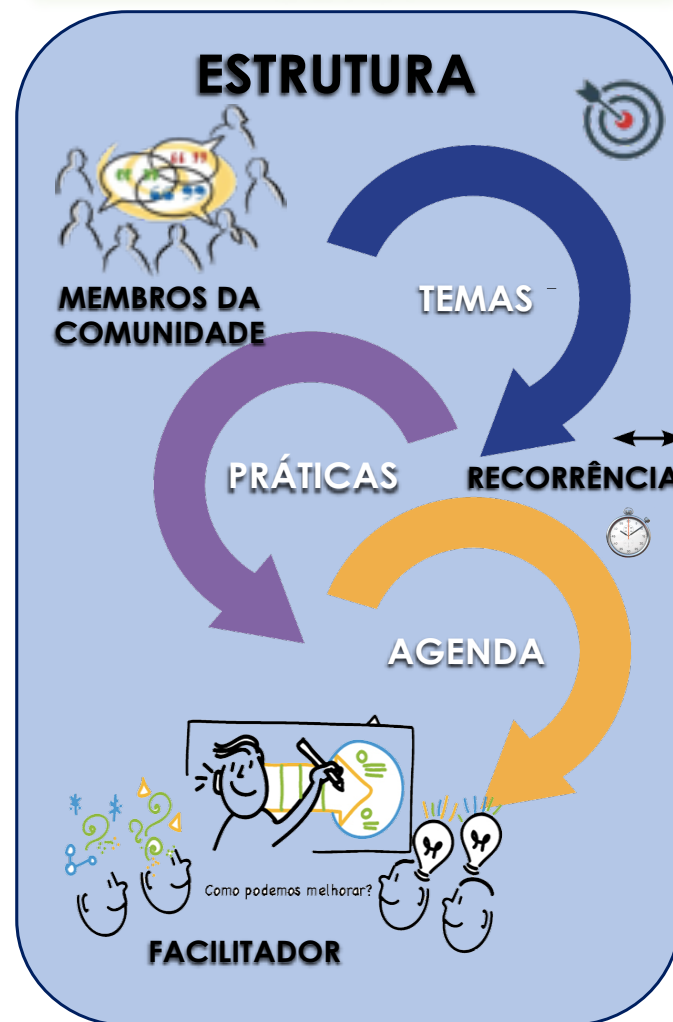 ESTRUTURA
MEMBROS DA
COMUNIDADE
TEMAS
PRÁTICAS
RECORRÊNCIA
AGENDA
Como podemos melhorar?
FACILITADOR